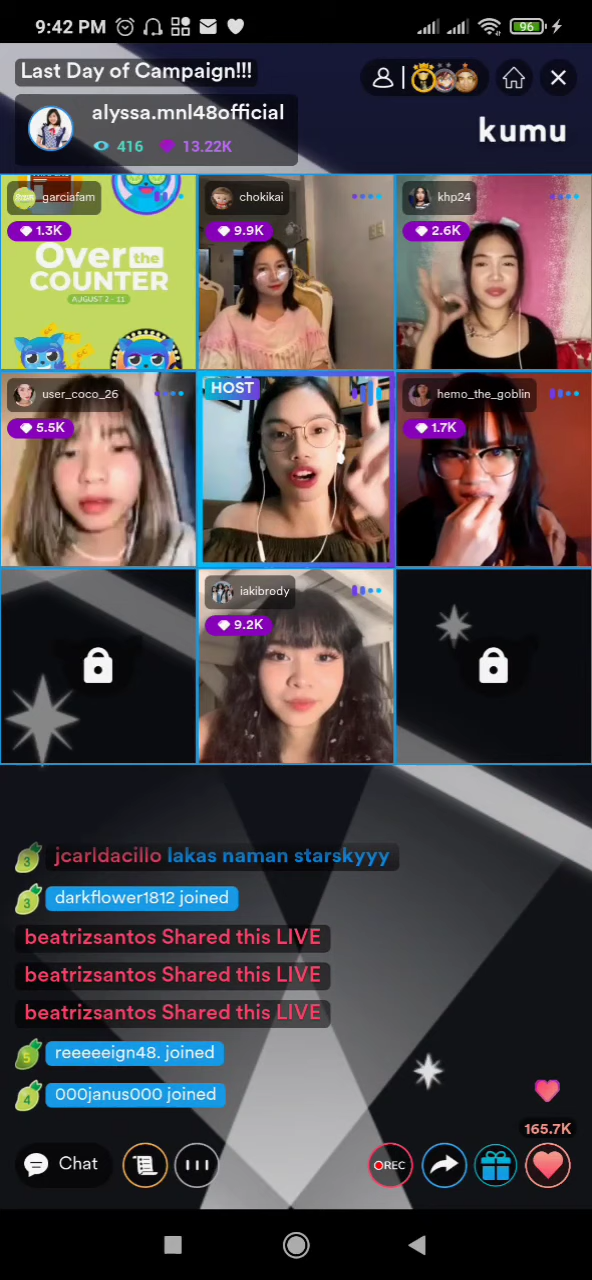 9:42 PM
96
Last Day of Campaign!!!
alyssa.mnl48official
416
13.22K
kumu
garciafam
1.3K
Over the
COUNTER
AUGUST 2 - 11
chokikai
9.9K
khp24
2.6K
user_coco_26
5.5K
HOST
hemo_the_goblin
1.7K
iakibrody
9.2K
3 jcarldacillo lakas naman starskyyy
3 darkflower1812 joined
beatrizsantos Shared this LIVE
beatrizsantos Shared this LIVE
beatrizsantos Shared this LIVE
5 reeeeeign48. joined
4 000janus000 joined
165.7K
Chat
REC